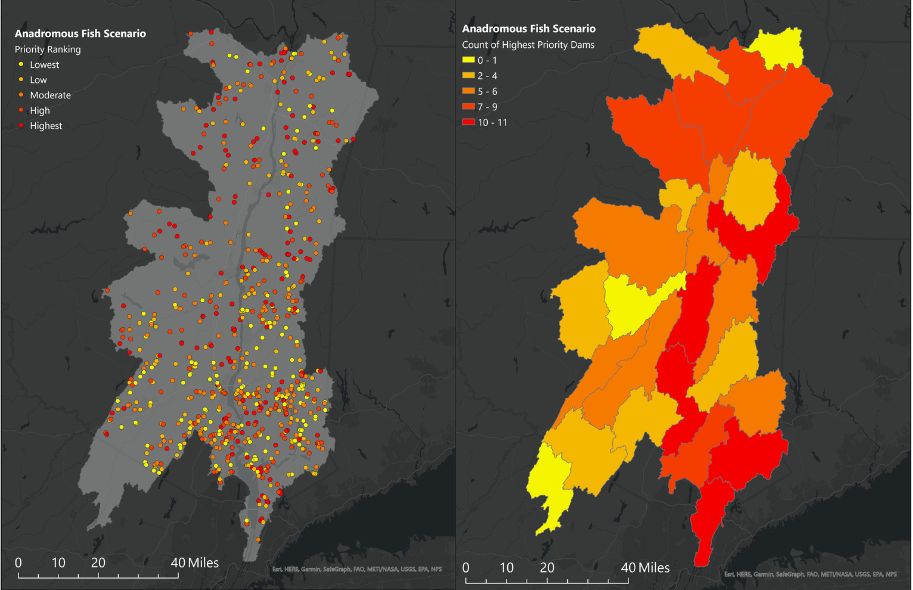 Anadromous Fish Scenario
Priority Ranking
Lowest
Low
Moderate
High
Highest
0 10 20 40 Miles
Esri, HERE, Garmin, SafeGraph, FAO, METI/NASA, USGS, EPA, NPS
Anadromous Fish Scenario
Count of Highest Priority Dams
0 - 1
2 - 4
5 - 6
7 - 9
10 - 11
0 10 20 40 Miles
Esri, HERE, Garmin, SafeGraph, FAO, METI/NASA, USGS, EPA, NPS